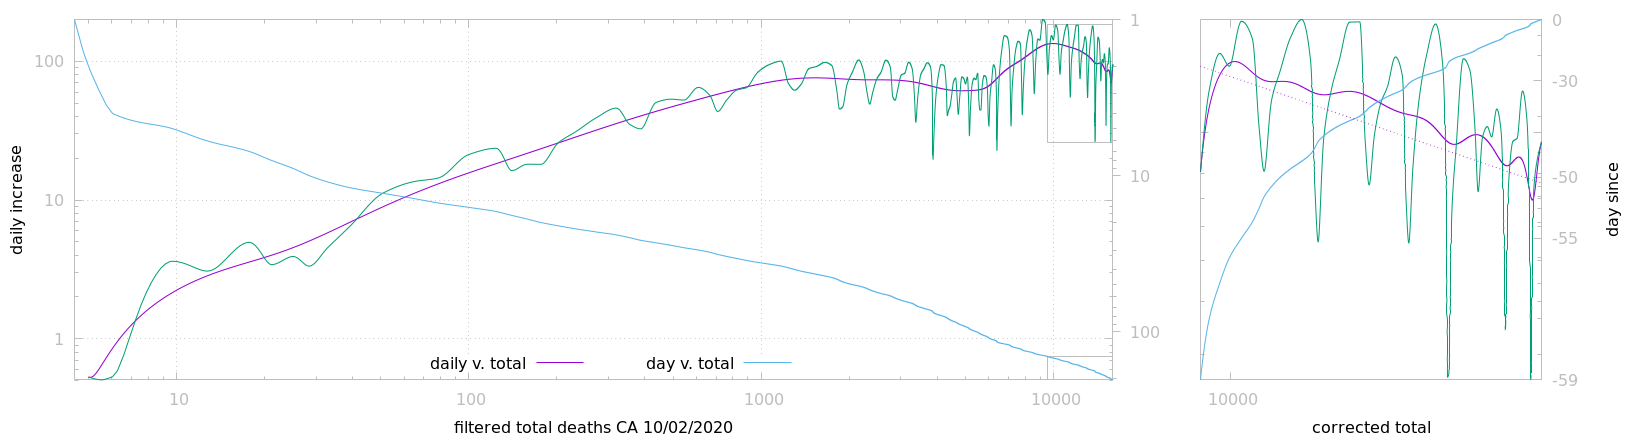 daily increase
100
10
1
10
100
1000
10000
1
10
100
daily v. total
day v. total
filtered total deaths CA 10/02/2020
10000
0
-30
-50
-55
-59
day since
corrected total